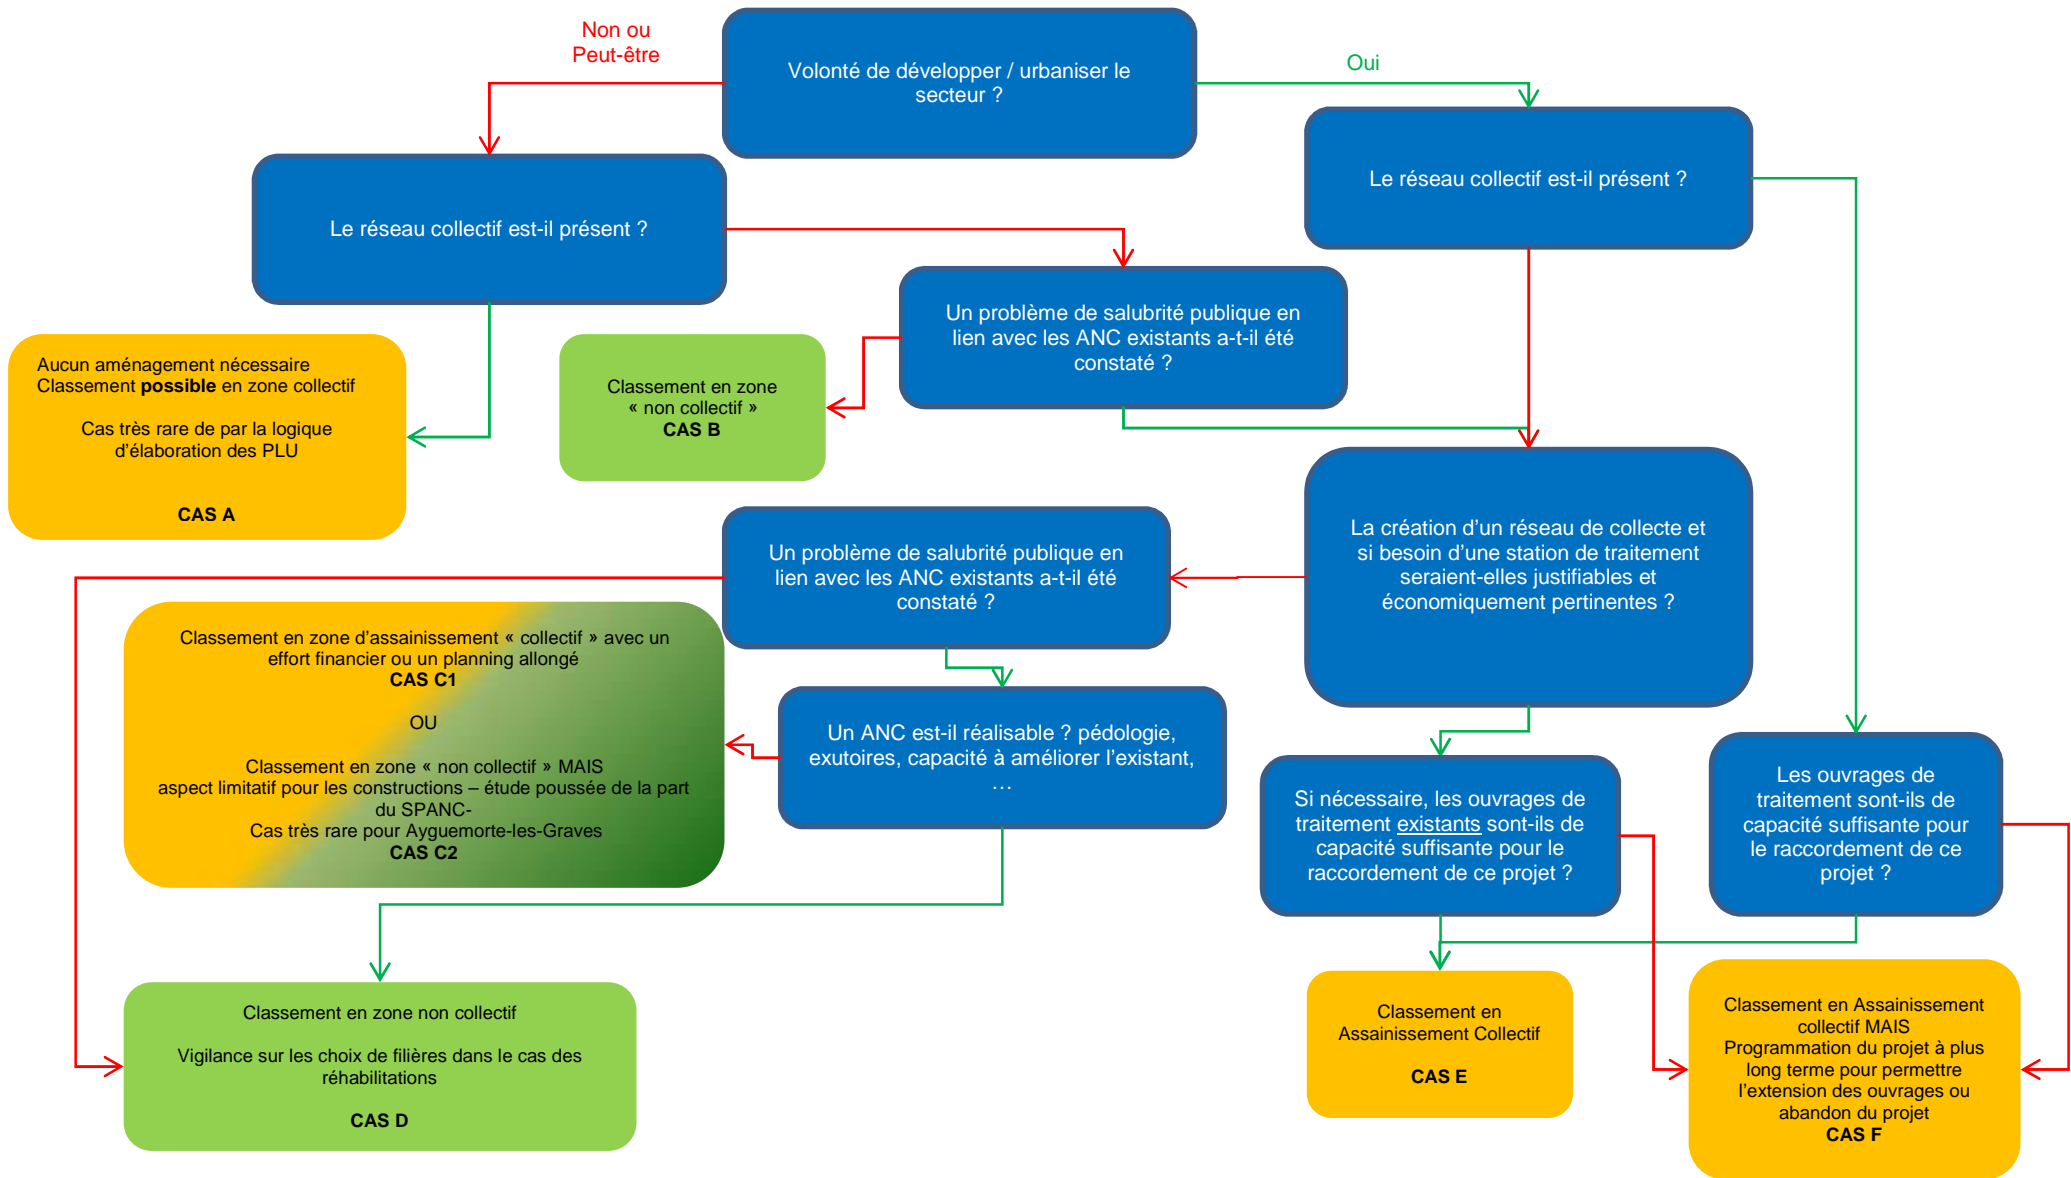 Non ou
Peut-être
Volonté de développer / urbaniser le
secteur ?
Oui
Le réseau collectif est-il présent ?
Le réseau collectif est-il présent ?
Un problème de salubrité publique en
lien avec les ANC existants a-t-il été
constaté ?
Aucun aménagement nécessaire
Classement possible en zone collectif
Cas très rare de par la logique
d'élaboration des PLU
CAS A
Classement en zone
« non collectif »
CAS B
Un problème de salubrité publique en
lien avec les ANC existants a-t-il été
constaté ?
La création d'un réseau de collecte et
si besoin d'une station de traitement
seraient-elles justifiables et
économiquement pertinentes ?
Classement en zone d'assainissement « collectif » avec un
effort financier ou un planning allongé
CAS C1
OU
Classement en zone « non collectif » MAIS
aspect limitatif pour les constructions – étude poussée de la part
du SPANC-
Cas très rare pour Ayguemorte-les-Graves
CAS C2
Un ANC est-il réalisable ? pédologie,
exutoires, capacité à améliorer l'existant,
…
Si nécessaire, les ouvrages de
traitement existants sont-ils de
capacité suffisante pour le
raccordement de ce projet ?
Les ouvrages de
traitement sont-ils de
capacité suffisante pour
le raccordement de ce
projet ?
Classement en zone non collectif
Vigilance sur les choix de filières dans le cas des
réhabilitations
CAS D
Classement en
Assainissement Collectif
CAS E
Classement en Assainissement
collectif MAIS
Programmation du projet à plus
long terme pour permettre
l'extension des ouvrages ou
abandon du projet
CAS F